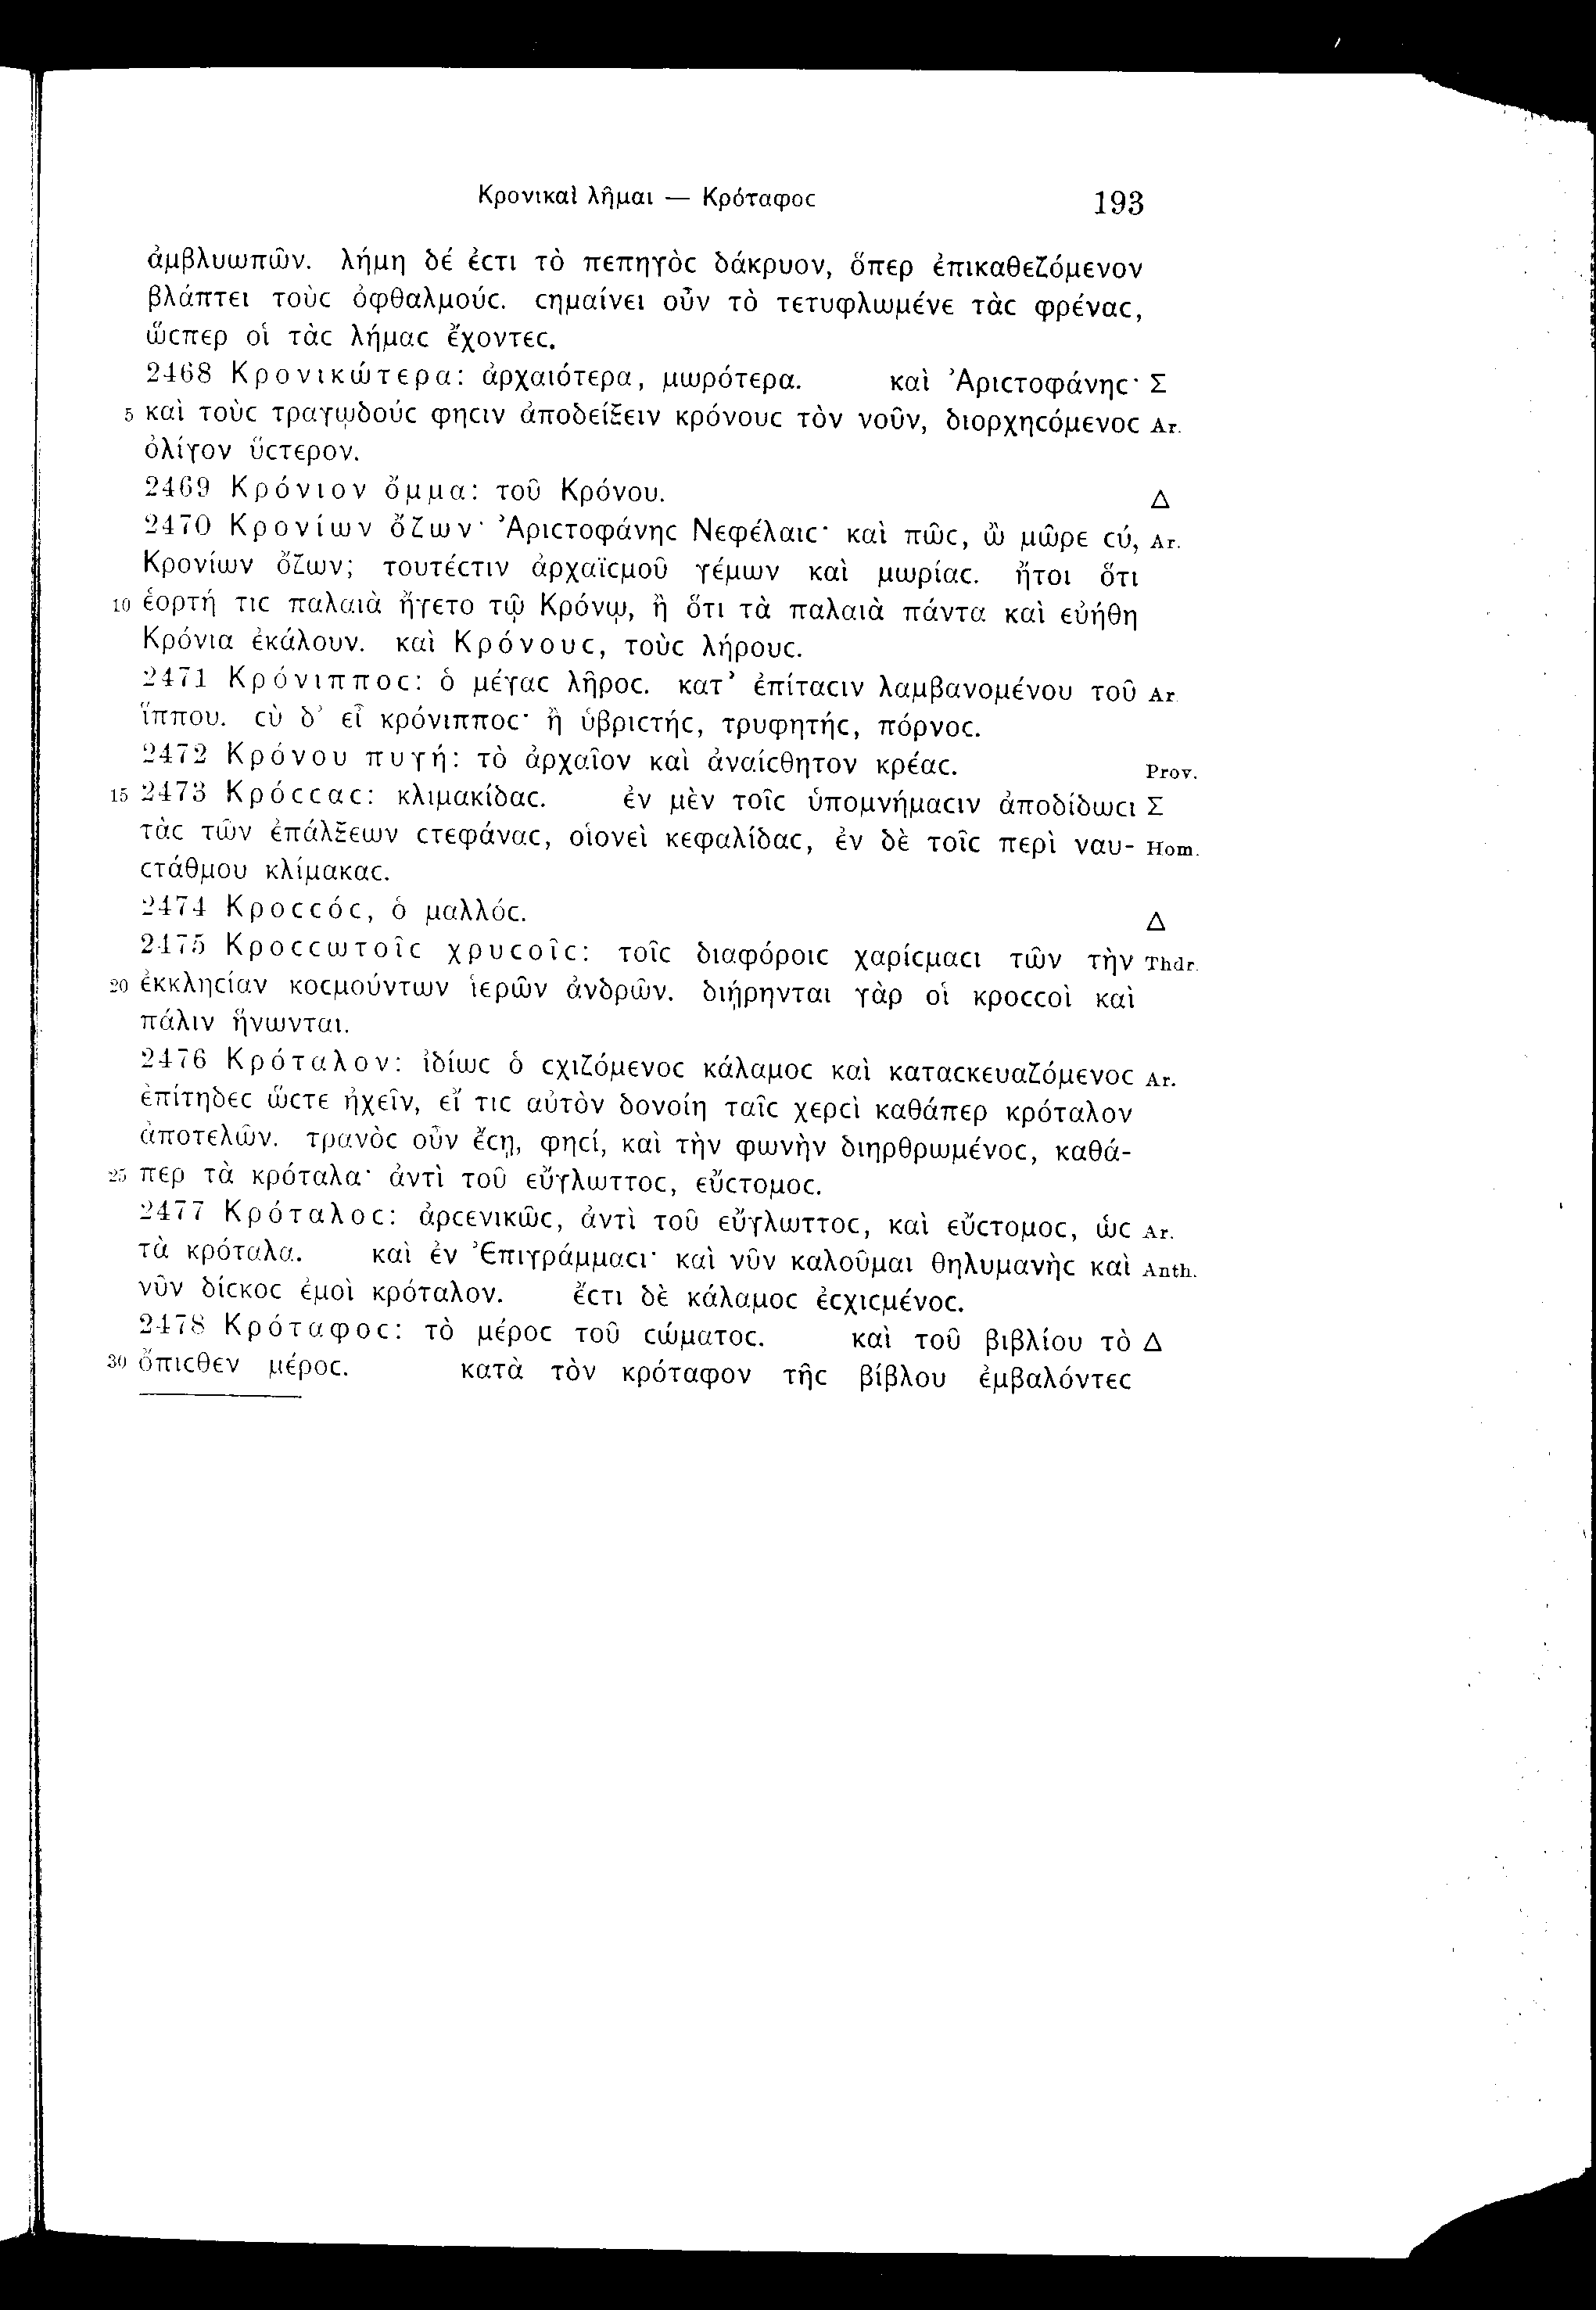 Κρονικαὶ λῆμαι — Κρόταφοϲ 193
ἀμβλυωπῶν. λήμη δέ ἐϲτι τὸ πεπηγὸϲ δάκρυον, ὅπερ ἐπικαθεζόμενον
βλάπτει τοὺϲ ὀφθαλμούϲ. ϲημαίνει οὖν τὸ τετυφλωμένε τὰϲ φρέναϲ,
ὥϲπερ οἱ τὰϲ λήμαϲ ἔχοντεϲ.
2468 Κρονικώτερα: ἀρχαιότερα, μωρότερα. καὶ Ἀριϲτοφάνηϲ· Σ
5 καὶ τοὺϲ τραγῳδούϲ φηϲιν ἀποδείξειν κρόνουϲ τὸν νοῦν, διορχηϲόμενοϲ Ar.
ὀλίγον ὕϲτερον.
2469 Κρόνιον ὄμμα: τοῦ Κρόνου. Δ
2470 Κρονίων ὄζων· Ἀριϲτοφάνηϲ Νεφέλαιϲ· καὶ πῶϲ, ὦ μῶρε ϲύ, Ar.
Κρονίων ὄζων; τουτέϲτιν ἀρχαϊϲμοῦ γέμων καὶ μωρίαϲ. ἤτοι ὅτι
10 ἑορτή τιϲ παλαιὰ ἤγετο τῷ Κρόνῳ, ἢ ὅτι τὰ παλαιὰ πάντα καὶ εὐήθη
Κρόνια ἐκάλουν. καὶ Κρόνουϲ, τοὺϲ λήρουϲ.
2471 Κρόνιπποϲ: ὁ μέγαϲ λῆροϲ. κατ’ ἐπίταϲιν λαμβανομένου τοῦ Ar.
ἵππου. ϲὺ δ’ εἶ κρόνιπποϲ· ἢ ὑβριϲτήϲ, τρυφητήϲ, πόρνοϲ.
2472 Κρόνου πυγή: τὸ ἀρχαῖον καὶ ἀναίϲθητον κρέαϲ. Prov.
15 2473 Κρόϲϲαϲ: κλιμακίδαϲ. ἐν μὲν τοῖϲ ὑπομνήμαϲιν ἀποδίδωϲι Σ
τὰϲ τῶν ἐπάλξεων ϲτεφάναϲ, οἱονεὶ κεφαλίδαϲ, ἐν δὲ τοῖϲ περὶ ναυ- Hom.
ϲτάθμου κλίμακαϲ.
2474 Κροϲϲόϲ, ὁ μαλλόϲ. Δ
2475 Κροϲϲωτοῖϲ χρυϲοῖϲ: τοῖϲ διαφόροιϲ χαρίϲμαϲι τῶν τὴν Thdr.
20 ἐκκληϲίαν κοϲμούντων ἱερῶν ἀνδρῶν. διῄρηνται γὰρ οἱ κροϲϲοὶ καὶ
πάλιν ἥνωνται.
2476 Κρόταλον: ἰδίωϲ ὁ ϲχιζόμενοϲ κάλαμοϲ καὶ καταϲκευαζόμενοϲ Ar.
ἐπίτηδεϲ ὥϲτε ἠχεῖν, εἴ τιϲ αὐτὸν δονοίη ταῖϲ χερϲὶ καθάπερ κρόταλον
ἀποτελῶν. τρανὸϲ οὖν ἔϲῃ, φηϲί, καὶ τὴν φωνὴν διηρθρωμένοϲ, καθά-
25 περ τὰ κρόταλα· ἀντὶ τοῦ εὔγλωττοϲ, εὔϲτομοϲ.
2477 Κρόταλοϲ: ἀρϲενικῶϲ, ἀντὶ τοῦ εὔγλωττοϲ, καὶ εὔϲτομοϲ, ὡϲ Ar.
τὰ κρόταλα. καὶ ἐν Ἐπιγράμμαϲι· καὶ νῦν καλοῦμαι θηλυμανὴϲ καὶ Anth.
νῦν δίϲκοϲ ἐμοὶ κρόταλον. ἔϲτι δὲ κάλαμοϲ ἐϲχιϲμένοϲ.
2478 Κρόταφοϲ: τὸ μέροϲ τοῦ ϲώματοϲ. καὶ τοῦ βιβλίου τὸ Δ
30 ὄπιϲθεν μέροϲ. κατὰ τὸν κρόταφον τῆϲ βίβλου ἐμβαλόντεϲ